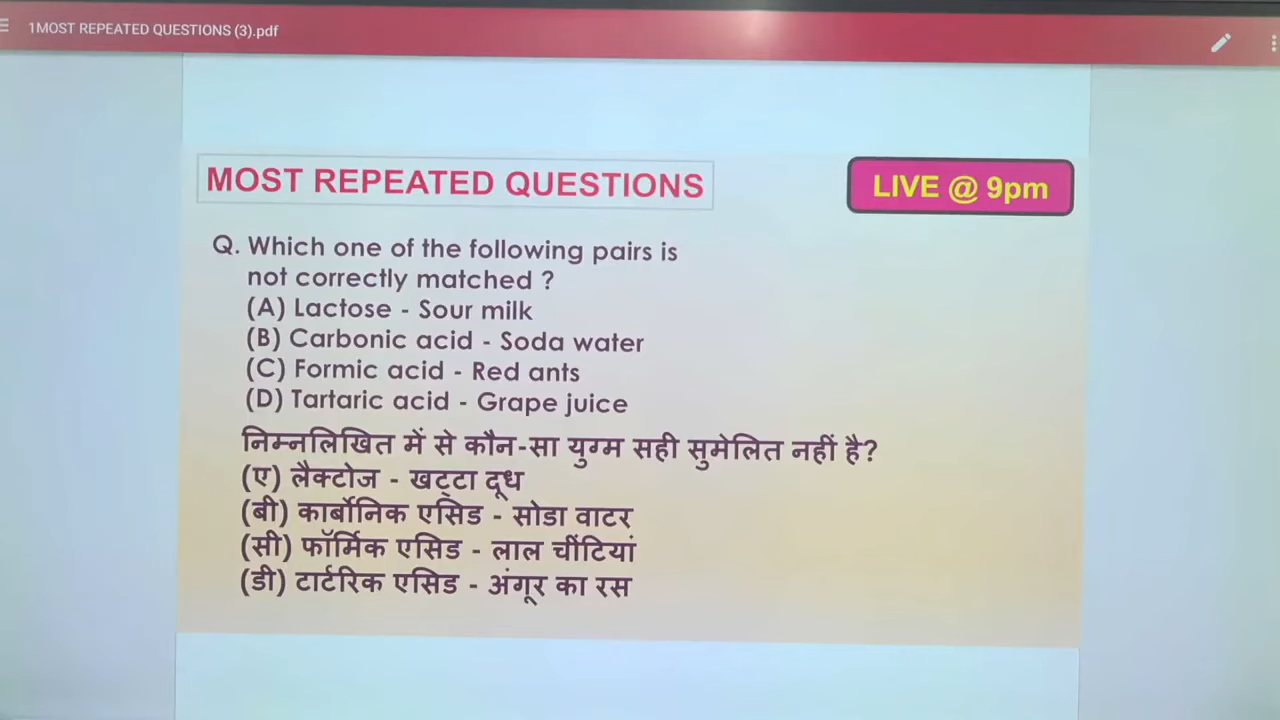 1MOST REPEATED QUESTIONS (3).pdf
MOST REPEATED QUESTIONS
LIVE @ 9pm
Q. Which one of the following pairs is
not correctly matched ?
(A) Lactose - Sour milk
(B) Carbonic acid - Soda water
(C) Formic acid - Red ants
(D) Tartaric acid - Grape juice
निम्नलिखित में से कौन-सा युग्म सही सुमेलित नहीं है?
(ए) लैक्टोज - खट्टा दूध
(बी) कार्बोनिक एसिड - सोडा वाटर
(सी) फॉर्मिक एसिड - लाल चींटियां
(डी) टार्टरिक एसिड - अंगूर का रस